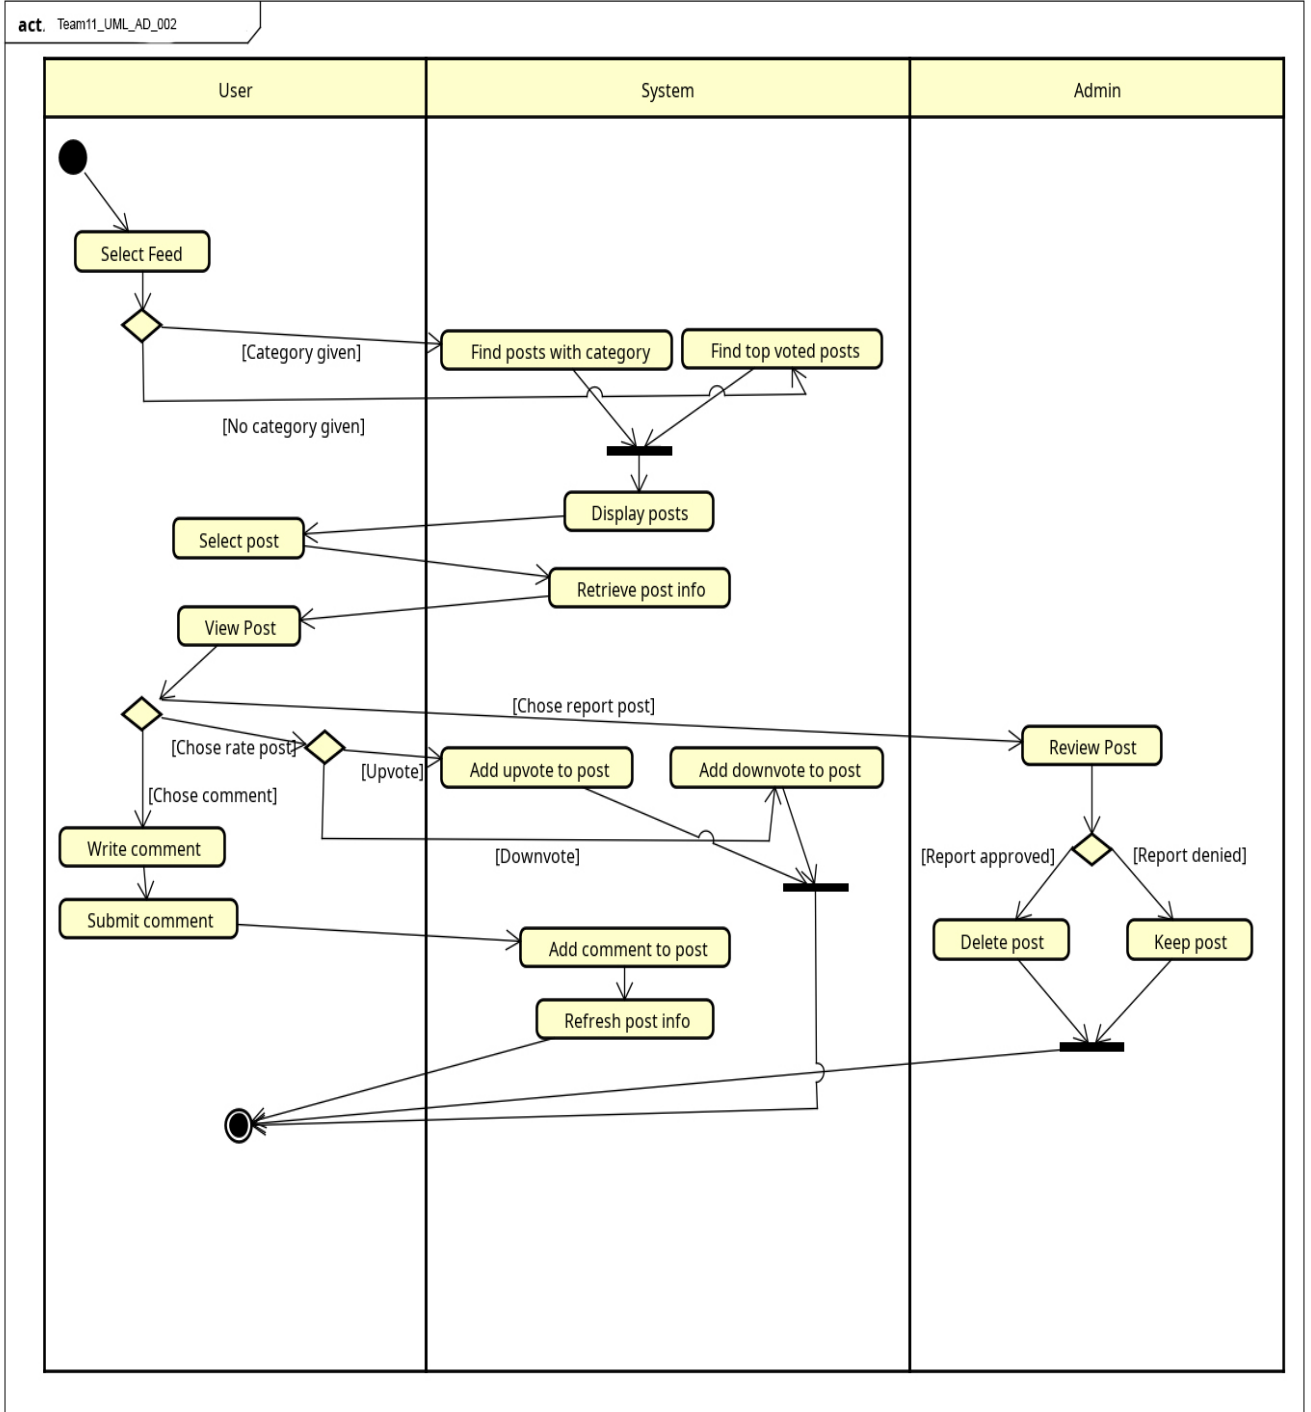 act. Team11_UML_AD_002
User
System
Admin
Select Feed
[Category given]
Find posts with category
Find top voted posts
[No category given]
Display posts
Select post
Retrieve post info
View Post
[Chose report post]
[Chose rate post]
[Upvote]
Add upvote to post
Add downvote to post
Review Post
[Chose comment]
Write comment
[Downvote]
[Report approved]
[Report denied]
Submit comment
Add comment to post
Delete post
Keep post
Refresh post info